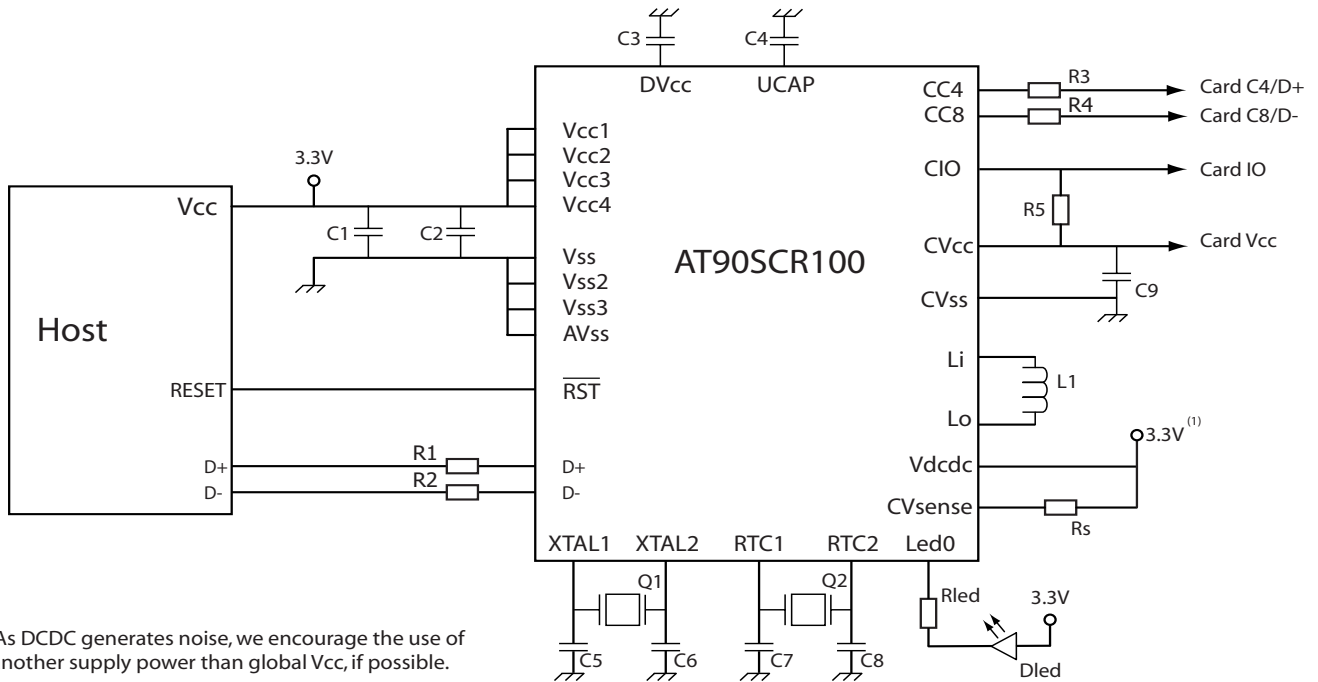 C3
C4
DVcc
UCAP
CC4
R3
Card C4/D+
CC8
R4
Card C8/D-
Vcc1
Vcc2
Vcc3
Vcc4
3.3V
Vcc
C1
C2
CIO
Card IO
R5
CVcc
Card Vcc
Vss
Vss2
Vss3
AVss
AT90SCR100
CVss
C9
Host
Li
L1
Lo
RESET
RST
3.3V (1)
Vdcdc
D+
R1
D+
D-
R2
D-
CVsense
Rs
XTAL1
XTAL2
RTC1
RTC2
Led0
Q1
Q2
Rled
3.3V
C5
C6
C7
C8
Dled
As DCDC generates noise, we encourage the use of
another supply power than global Vcc, if possible.